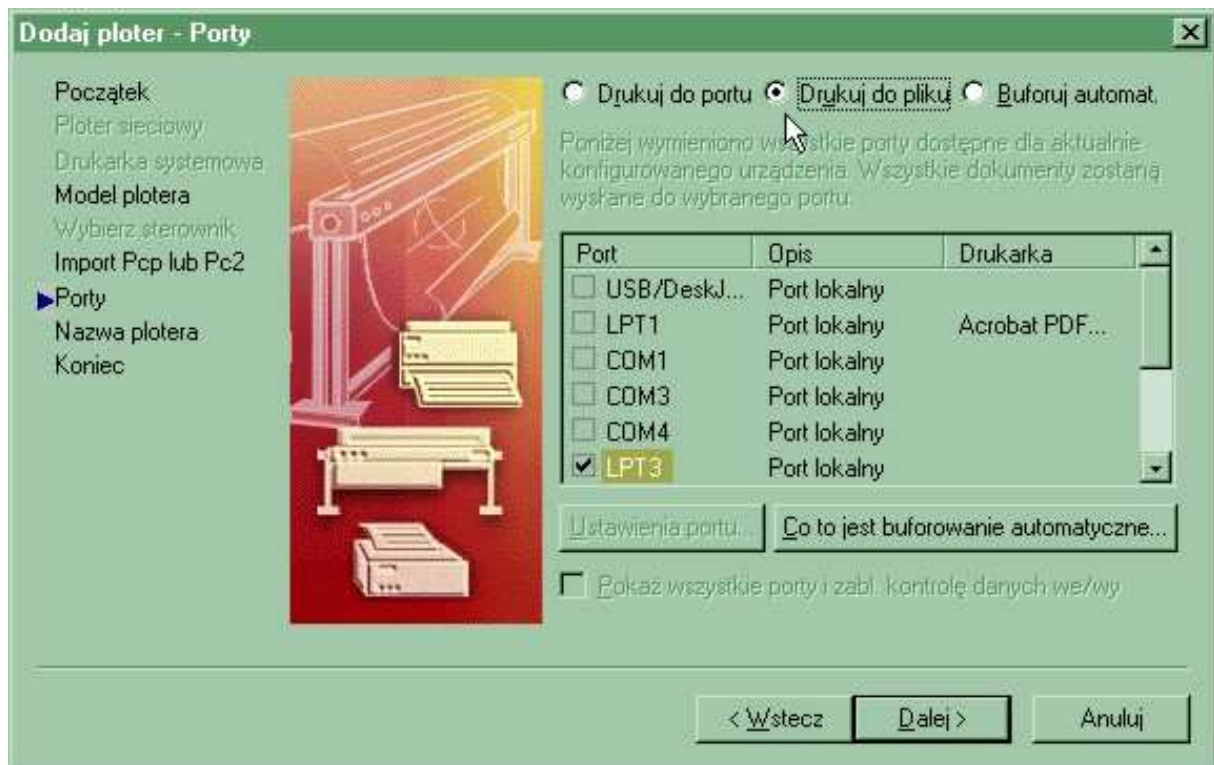 Dodaj ploter - Porty
Początek
Ploter sieciowy
Drukarka systemowa
Model plotera
Wybierz sterownik
Import Pcp lub Pc2
Porty
Nazwa plotera
Koniec
Drukuj do portu Drukuj do pliku Buforuj automat.
Poniżej wymieniono wszystkie porty dostępne dla aktualnie
konfigurowanego urządzenia. Wszystkie dokumenty zostaną
wysłane do wybranego portu.
Port Opis Drukarka
USB/DeskJ... Port lokalny
LPT1 Port lokalny Acrobat PDF...
COM1 Port lokalny
COM3 Port lokalny
COM4 Port lokalny
LPT3 Port lokalny
Ustawienia portu... Co to jest buforowanie automatyczne...
Pokaż wszystkie porty i zabl. kontrolę danych we/wy
< Wstecz Dalej > Anuluj